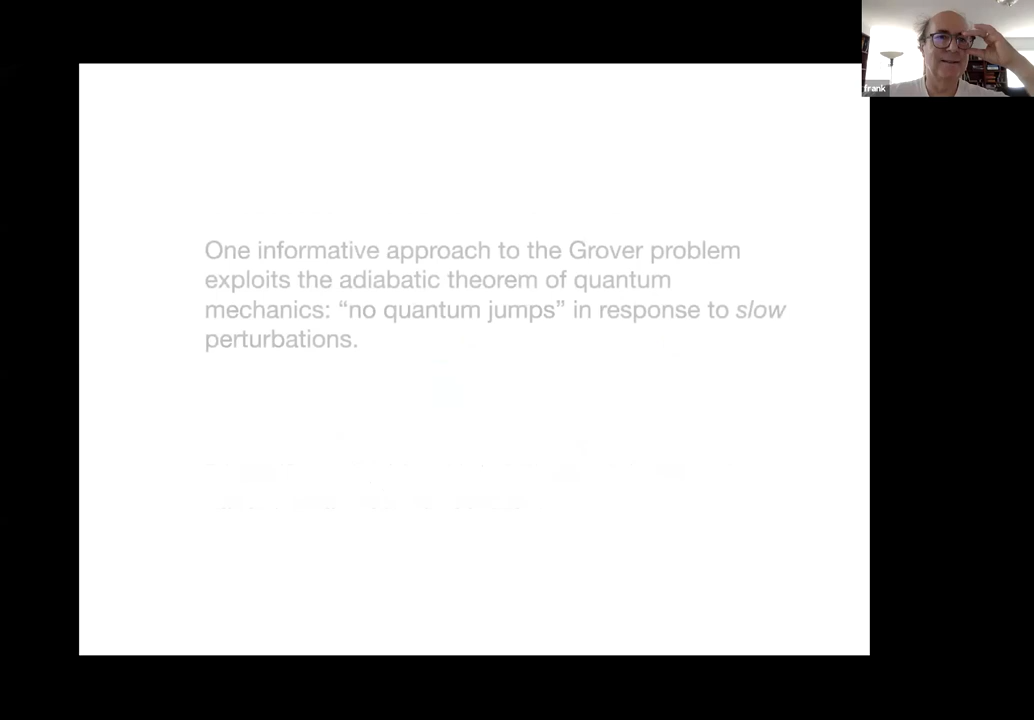 frank
One informative approach to the Grover problem
exploits the adiabatic theorem of quantum
mechanics: “no quantum jumps” in response to slow
perturbations.